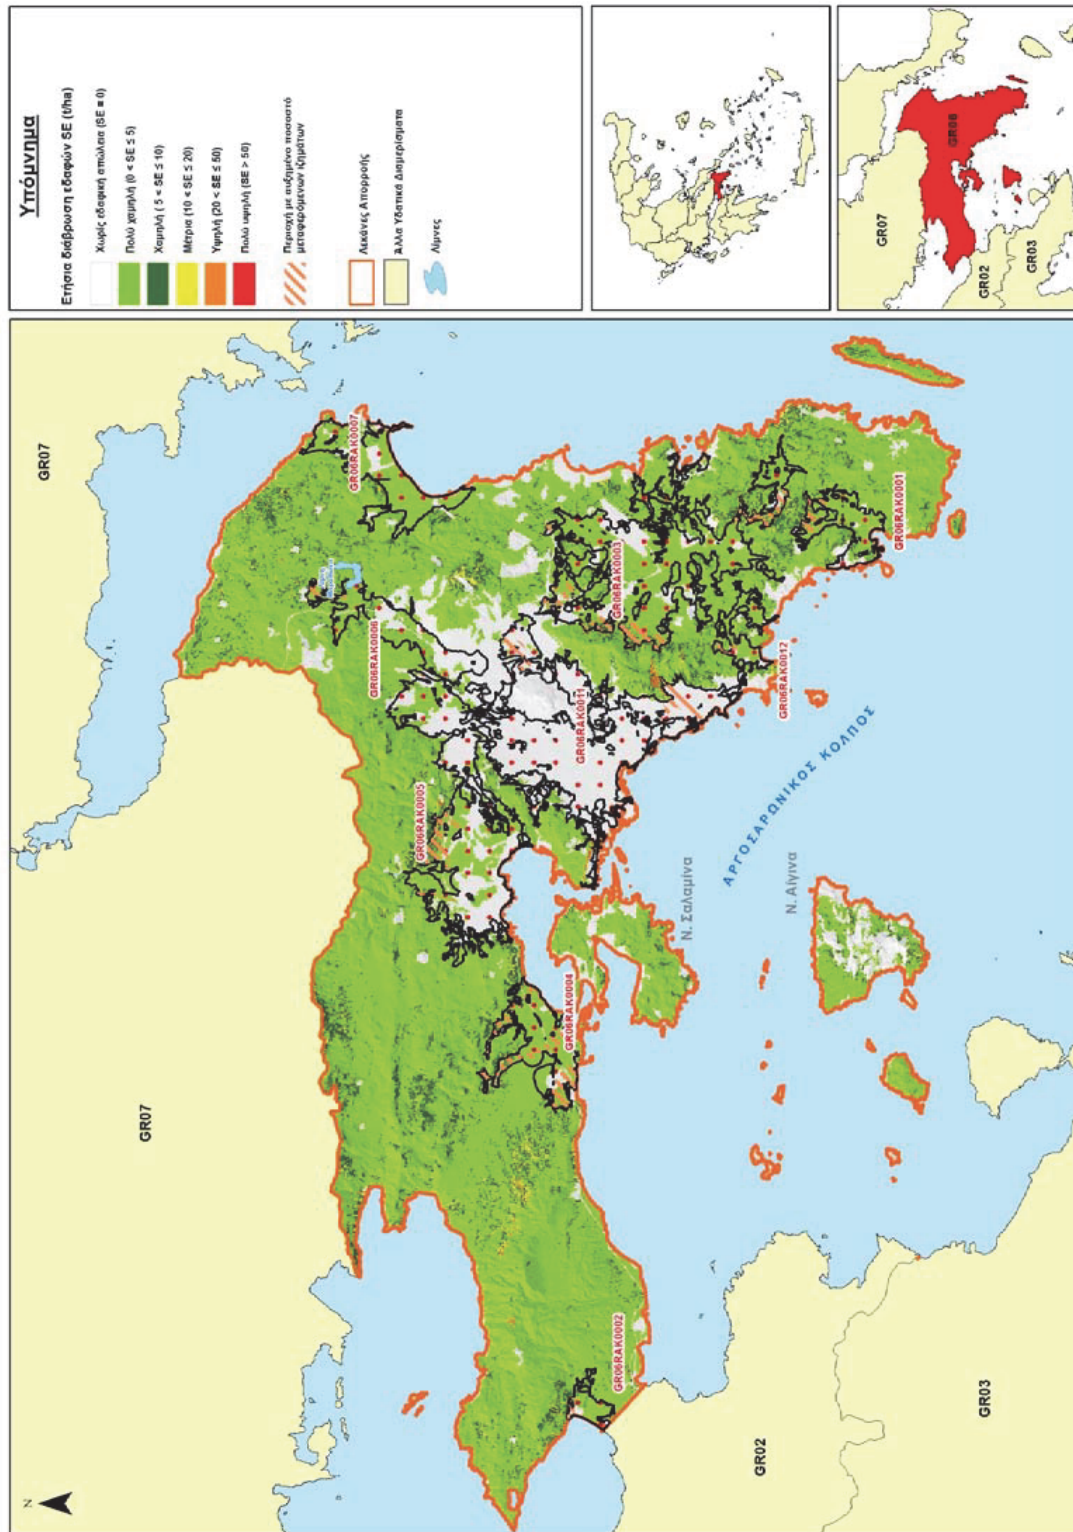 Υπόμνημα
Ετήσια διάβρωση εδαφών SE (t/ha)
Χωρίς εδαφική απώλεια (SE = 0)
Πολύ χαμηλή (0 < SE ≤ 5)
Χαμηλή ( 5 < SE ≤ 10)
Μέτρια (10 < SE ≤ 20)
Υψηλή (20 < SE ≤ 50)
Πολύ υψηλή (SE > 50)
Περιοχή με αυξημένο ποσοστό
μεταφερόμενων ιζημάτων
Λεκάνες Απορροής
Άλλα Υδατικά Διαμερίσματα
Λίμνες
GR07
GR06
GR02
GR03
N
GR07
GR07
GR06RAK0007
GR06RAK0006
GR06RAK0005
GR06RAK0003
GR06RAK0011
GR06RAK0001
GR06RAK0012
GR06RAK0004
GR06RAK0002
ΑΡΓΟΣΑΡΩΝΙΚΟΣ ΚΟΛΠΟΣ
Ν. Σαλαμίνα
Ν. Αίγινα
GR02
GR03